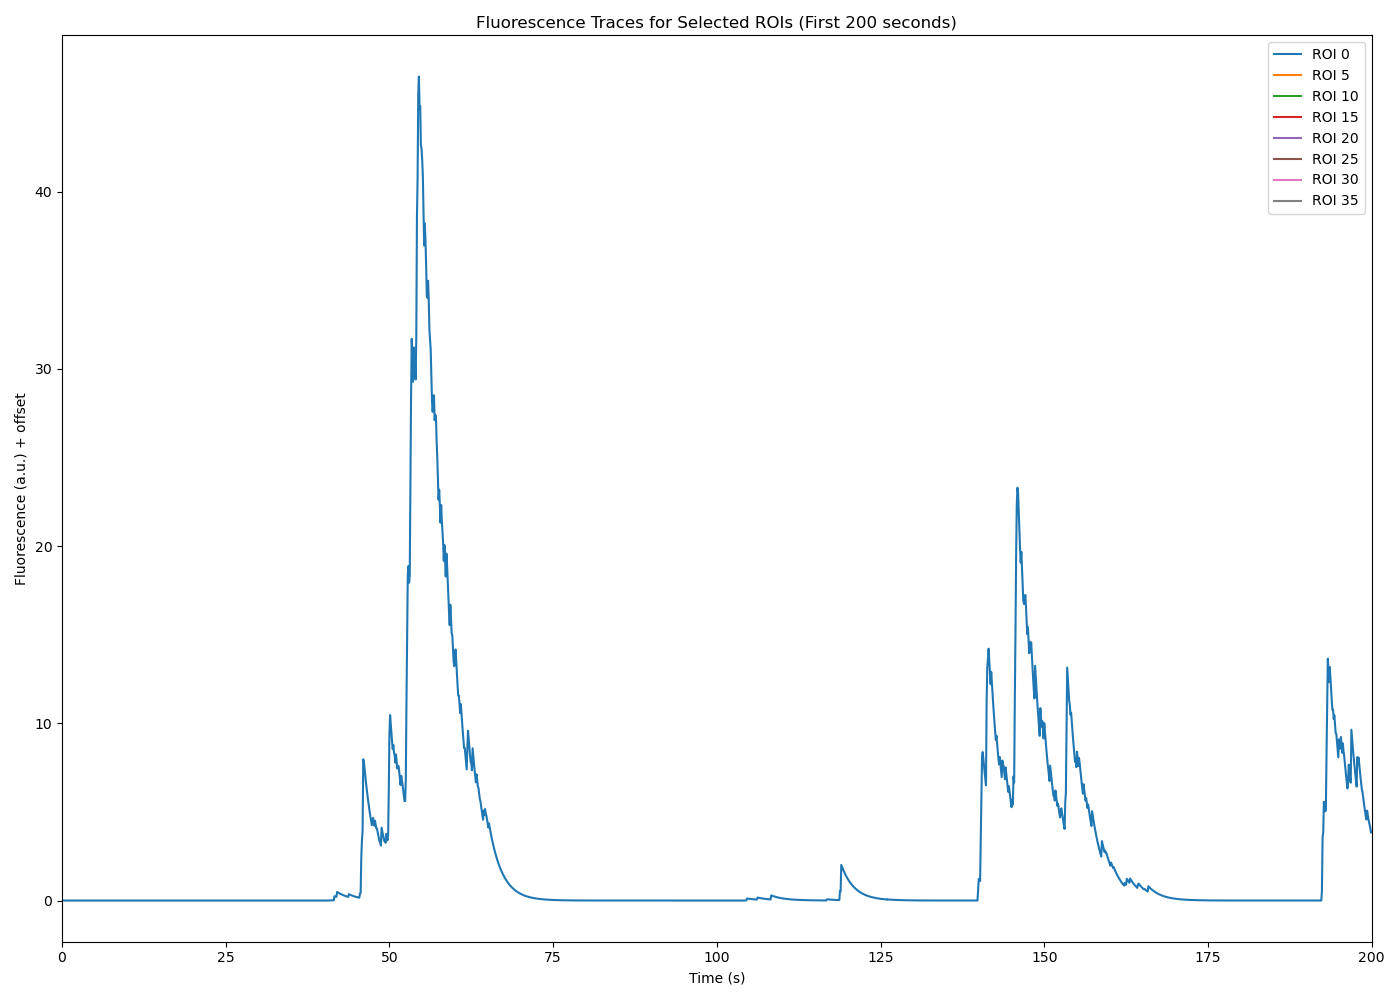 Fluorescence Traces for Selected ROIs (First 200 seconds)
ROI 0
ROI 5
ROI 10
ROI 15
ROI 20
ROI 25
ROI 30
ROI 35
Fluorescence (a.u.) + offset
40
30
20
10
0
0 25 50 75 100 125 150 175 200
Time (s)